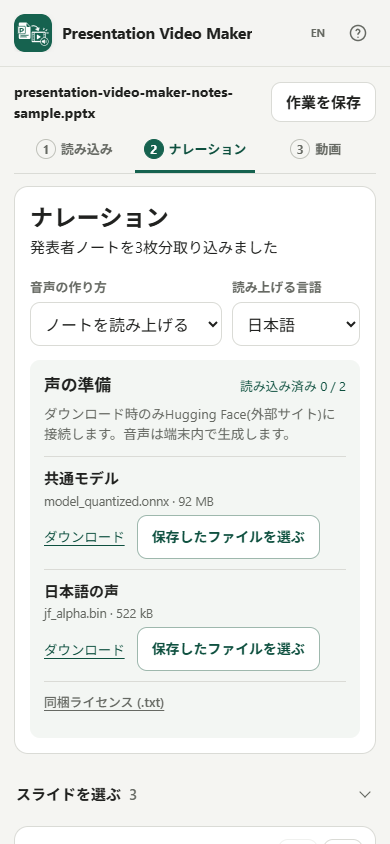 Presentation Video Maker
EN
presentation-video-maker-notes-
sample.pptx
作業を保存
1 読み込み
2 ナレーション
3 動画
ナレーション
発表者ノートを3枚分取り込みました
音声の作り方
読み上げる言語
ノートを読み上げる
日本語
声の準備
読み込み済み 0 / 2
ダウンロード時のみHugging Face(外部サイト)に
接続します。音声は端末内で生成します。
共通モデル
model_quantized.onnx · 92 MB
ダウンロード
保存したファイルを選ぶ
日本語の声
jf_alpha.bin · 522 kB
ダウンロード
保存したファイルを選ぶ
同梱ライセンス (.txt)
スライドを選ぶ 3